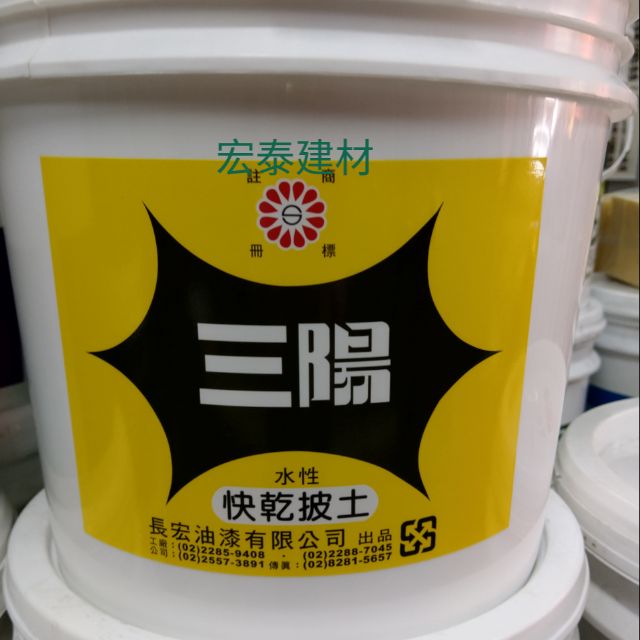 宏泰建材
註 商
冊 標
三陽
水性
快乾披土
長宏油漆有限公司 出品
工廠:(02)2285-9408 · (02)2288-7045
公司:(02)2557-3891 傳真:(02)8281-5657